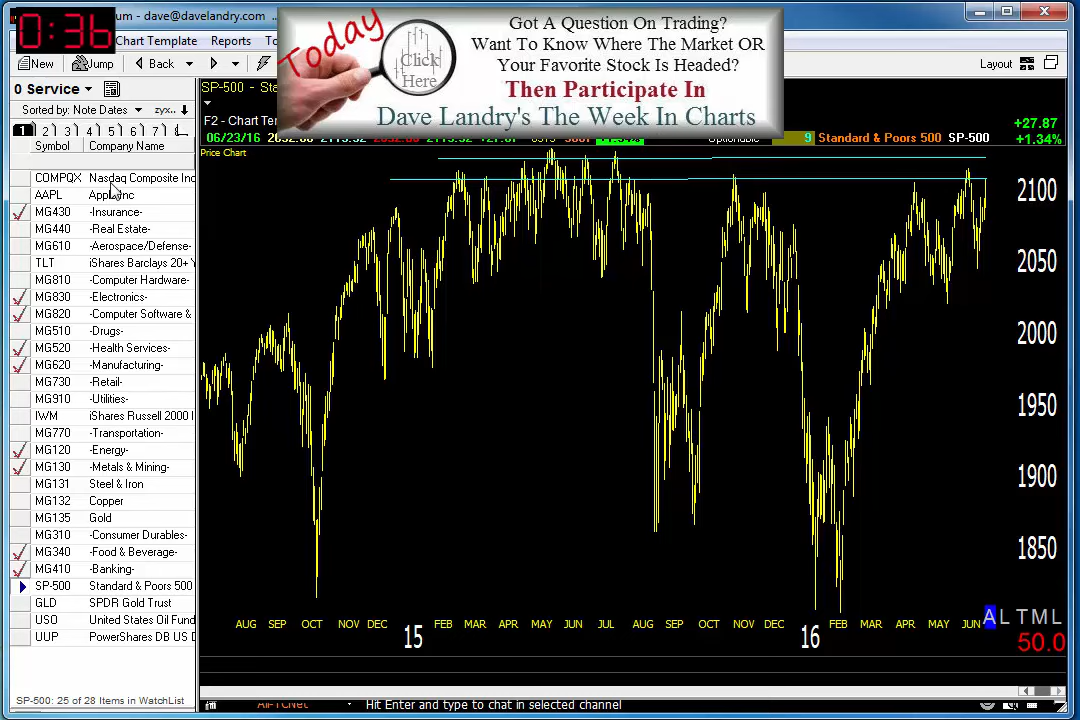 0:36
um - dave@davelandry.com ...
Chart Template Reports To
New Jump Back Layout
Today
Click
Here
Got A Question On Trading?
Want To Know Where The Market OR
Your Favorite Stock Is Headed?
Then Participate In
Dave Landry's The Week In Charts
0 Service
Sorted by: Note Dates zyx..
1 2 3 4 5 6 7
Symbol Company Name
COMPQX Nasdaq Composite Ind
AAPL Apple Inc
MG430 -Insurance-
MG440 -Real Estate-
MG610 -Aerospace/Defense-
TLT iShares Barclays 20+ Y
MG810 -Computer Hardware-
MG830 -Electronics-
MG820 -Computer Software &
MG510 -Drugs-
MG520 -Health Services-
MG620 -Manufacturing-
MG730 -Retail-
MG910 -Utilities-
IWM iShares Russell 2000 I
MG770 -Transportation-
MG120 -Energy-
MG130 -Metals & Mining-
MG131 Steel & Iron
MG132 Copper
MG135 Gold
MG310 -Consumer Durables-
MG340 -Food & Beverage-
MG410 -Banking-
SP-500 Standard & Poors 500
GLD SPDR Gold Trust
USO United States Oil Fund
UUP PowerShares DB US D
SP-500: 25 of 28 Items in WatchList
SP-500 - Sta
F2 - Chart Tem
06/23/16
9 Standard & Poors 500 SP-500
+27.87
+1.34%
Price Chart
2100
2050
2000
1950
1900
1850
AUG SEP OCT NOV DEC FEB MAR APR MAY JUN JUL AUG SEP OCT NOV DEC FEB MAR APR MAY JUN
15 16
A L T M L
50.0
Hit Enter and type to chat in selected channel